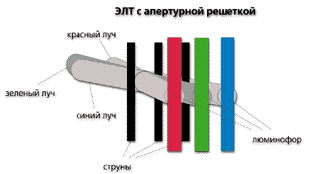 ЭЛТ с апертурной решеткой
красный луч
зеленый луч
синий луч
люминофор
струны